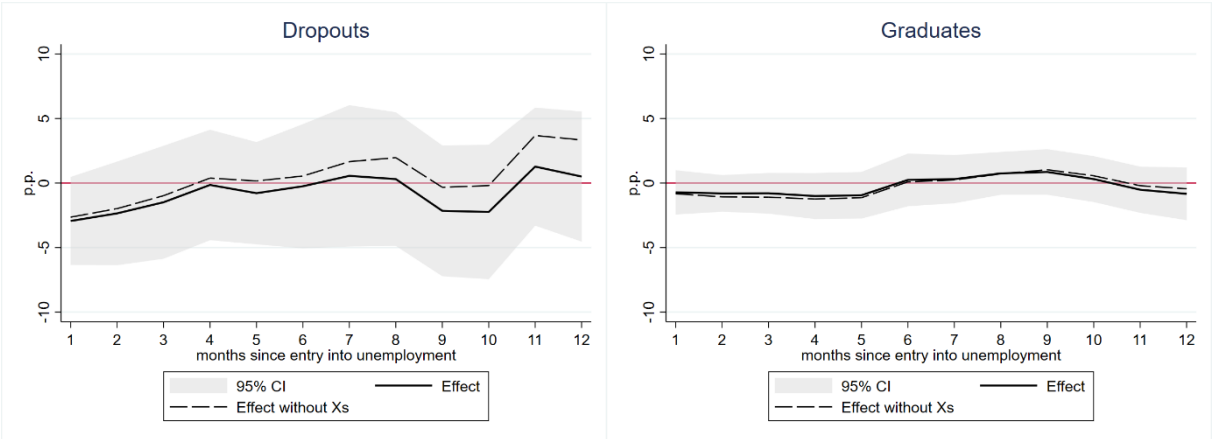 Dropouts
10
5
0
-5
-10
p.p.
1 2 3 4 5 6 7 8 9 10 11 12
months since entry into unemployment
95% CI Effect
Effect without Xs
Graduates
10
5
0
-5
-10
p.p.
1 2 3 4 5 6 7 8 9 10 11 12
months since entry into unemployment
95% CI Effect
Effect without Xs